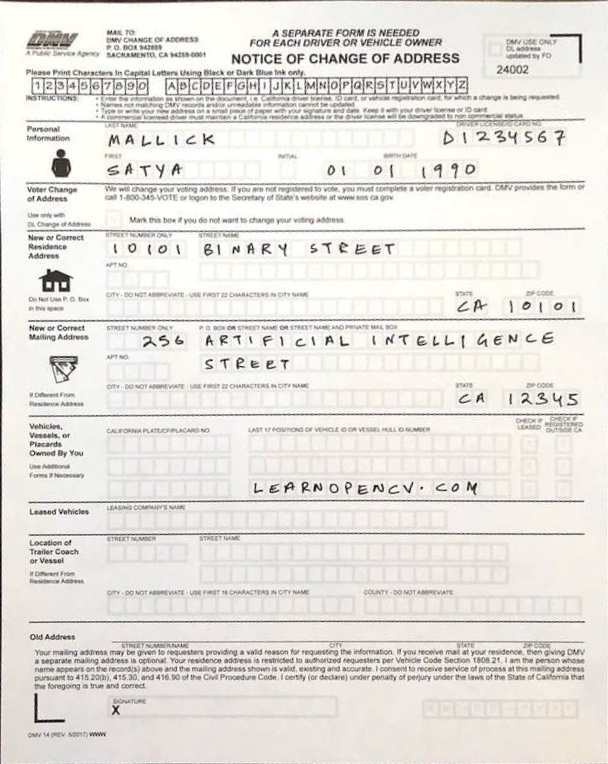 DMV
A Public Service Agency
MAIL TO:
DMV CHANGE OF ADDRESS
P. O. BOX 942859
SACRAMENTO, CA 94259-0001
A SEPARATE FORM IS NEEDED
FOR EACH DRIVER OR VEHICLE OWNER
NOTICE OF CHANGE OF ADDRESS
DMV USE ONLY
DL address
updated by FO
24002
Please Print Characters In Capital Letters Using Black or Dark Blue Ink only.
1 2 3 4 5 6 7 8 9 0 A B C D E F G H I J K L M N O P Q R S T U V W X Y Z
INSTRUCTIONS:
• Enter the information as shown on the document, i.e. California driver license, ID card, or vehicle registration card, for which a change is being requested
• Names not matching DMV records and/or unreadable information cannot be updated.
• Type or write your new address on a small piece of paper with your signature and date. Keep it with your driver license or ID card.
• A commercial licensed driver must maintain a California residence address or the driver license will be downgraded to non commercial status.
Personal
Information
LAST NAME
DRIVER LICENSE/ID CARD NO.
MALLICK D1234567
FIRST
INITIAL
BIRTH DATE
SATYA 01 01 1990
Voter Change
of Address
We will change your voting address. If you are not registered to vote, you must complete a voter registration card. DMV provides the form or
call 1-800-345-VOTE or logon to the Secretary of State's website at www.sos.ca.gov.
Use only with
DL Change of Address
Mark this box if you do not want to change your voting address.
New or Correct
Residence
Address
STREET NUMBER ONLY
STREET NAME
10101 BINARY STREET
APT NO.
Do Not Use P. O. Box
in this space
CITY - DO NOT ABBREVIATE - USE FIRST 22 CHARACTERS IN CITY NAME
STATE
ZIP CODE
CA 10101
New or Correct
Mailing Address
STREET NUMBER ONLY
P. O. BOX OR STREET NAME OR STREET NAME AND PRIVATE MAIL BOX
256 ARTIFICIAL INTELLIGENCE
APT NO.
STREET
If Different From
Residence Address
CITY - DO NOT ABBREVIATE - USE FIRST 22 CHARACTERS IN CITY NAME
STATE
ZIP CODE
CA 12345
Vehicles,
Vessels, or
Placards
Owned By You
CALIFORNIA PLATE/CF/PLACARD NO.
LAST 17 POSITIONS OF VEHICLE ID OR VESSEL HULL ID NUMBER
CHECK IF
LEASED
CHECK IF
REGISTERED
OUTSIDE CA
Use Additional
Forms If Necessary
LEARNOPENCV.COM
Leased Vehicles
LEASING COMPANY'S NAME
Location of
Trailer Coach
or Vessel
STREET NUMBER
STREET NAME
If Different From
Residence Address
CITY - DO NOT ABBREVIATE - USE FIRST 16 CHARACTERS IN CITY NAME
COUNTY - DO NOT ABBREVIATE
Old Address
STREET NUMBER/NAME
CITY
STATE
ZIP CODE
Your mailing address may be given to requesters providing a valid reason for requesting the information. If you receive mail at your residence, then giving DMV
a separate mailing address is optional. Your residence address is restricted to authorized requesters per Vehicle Code Section 1808.21. I am the person whose
name appears on the record(s) above and the mailing address shown is valid, existing and accurate. I consent to receive service of process at this mailing address
pursuant to 415.20(b), 415.30, and 416.90 of the Civil Procedure Code. I certify (or declare) under penalty of perjury under the laws of the State of California that
the foregoing is true and correct.
SIGNATURE
X
DMV 14 (REV. 5/2017) WWW